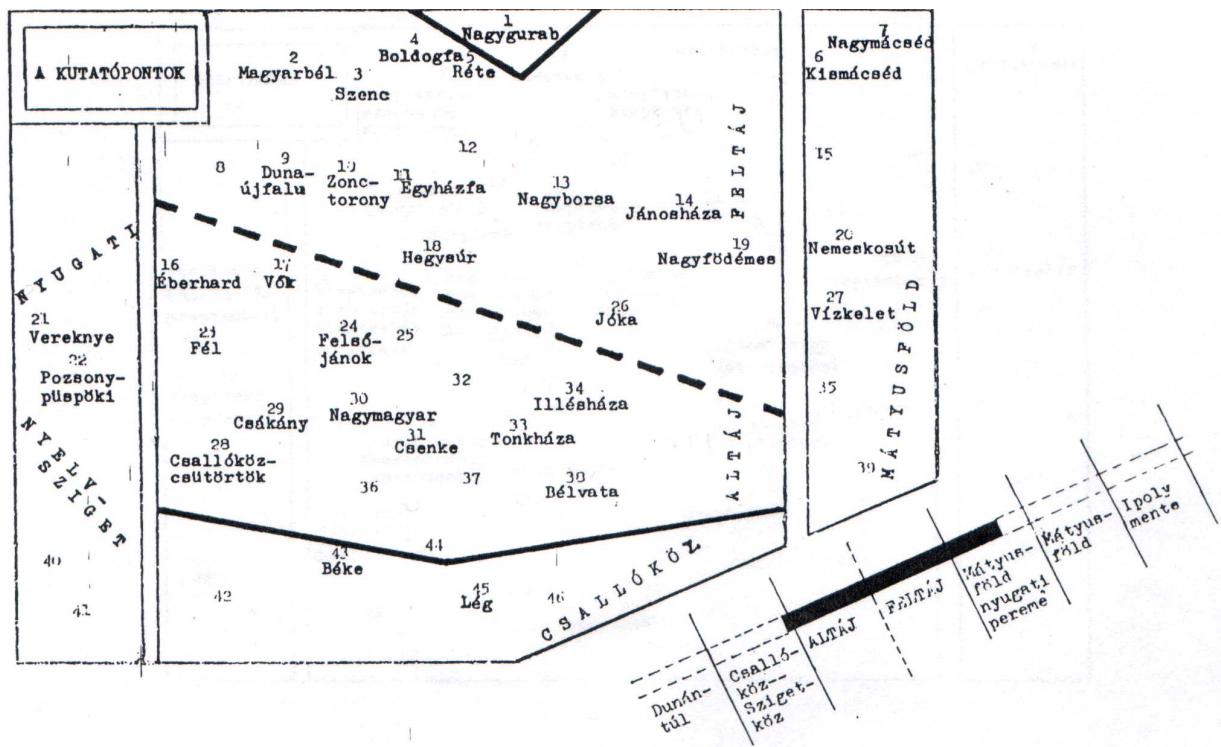 ▲ KUTATÓPONTOK
1
Nagygurab
2
Magyarbél
3
Szenc
4
Boldogfa
5
Réte
6
Kismácséd
7
Nagymácséd
8
9
Duna-
újfalu
10
Zonc-
torony
11
Egyházfa
12
13
Nagyborsa
14
Jánosháza
15
16
Éberhard
17
Vők
18
Hegysúr
19
Nagyfödémes
20
Nemeskosút
21
Vereknye
22
Pozsony-
püspöki
23
Fél
24
Felső-
jánok
25
26
Jóka
27
Vízkelet
28
Csallóköz-
csütörtök
29
Csákány
30
Nagymagyar
31
Csenke
32
33
Tonkháza
34
Illésháza
35
36
37
38
Bélvata
39
40
41
42
43
Béke
44
45
Lég
46
NYUGATI
NYELV-
SZIGET
FELTÁJ
ALTÁJ
MÁTYUSFÖLD
CSALLÓKÖZ
Dunán-
túl
Csalló-
köz-
Sziget-
köz
ALTÁJ
FELTÁJ
Mátyus-
föld
nyugati
pereme
Mátyus-
föld
Ipoly
mente